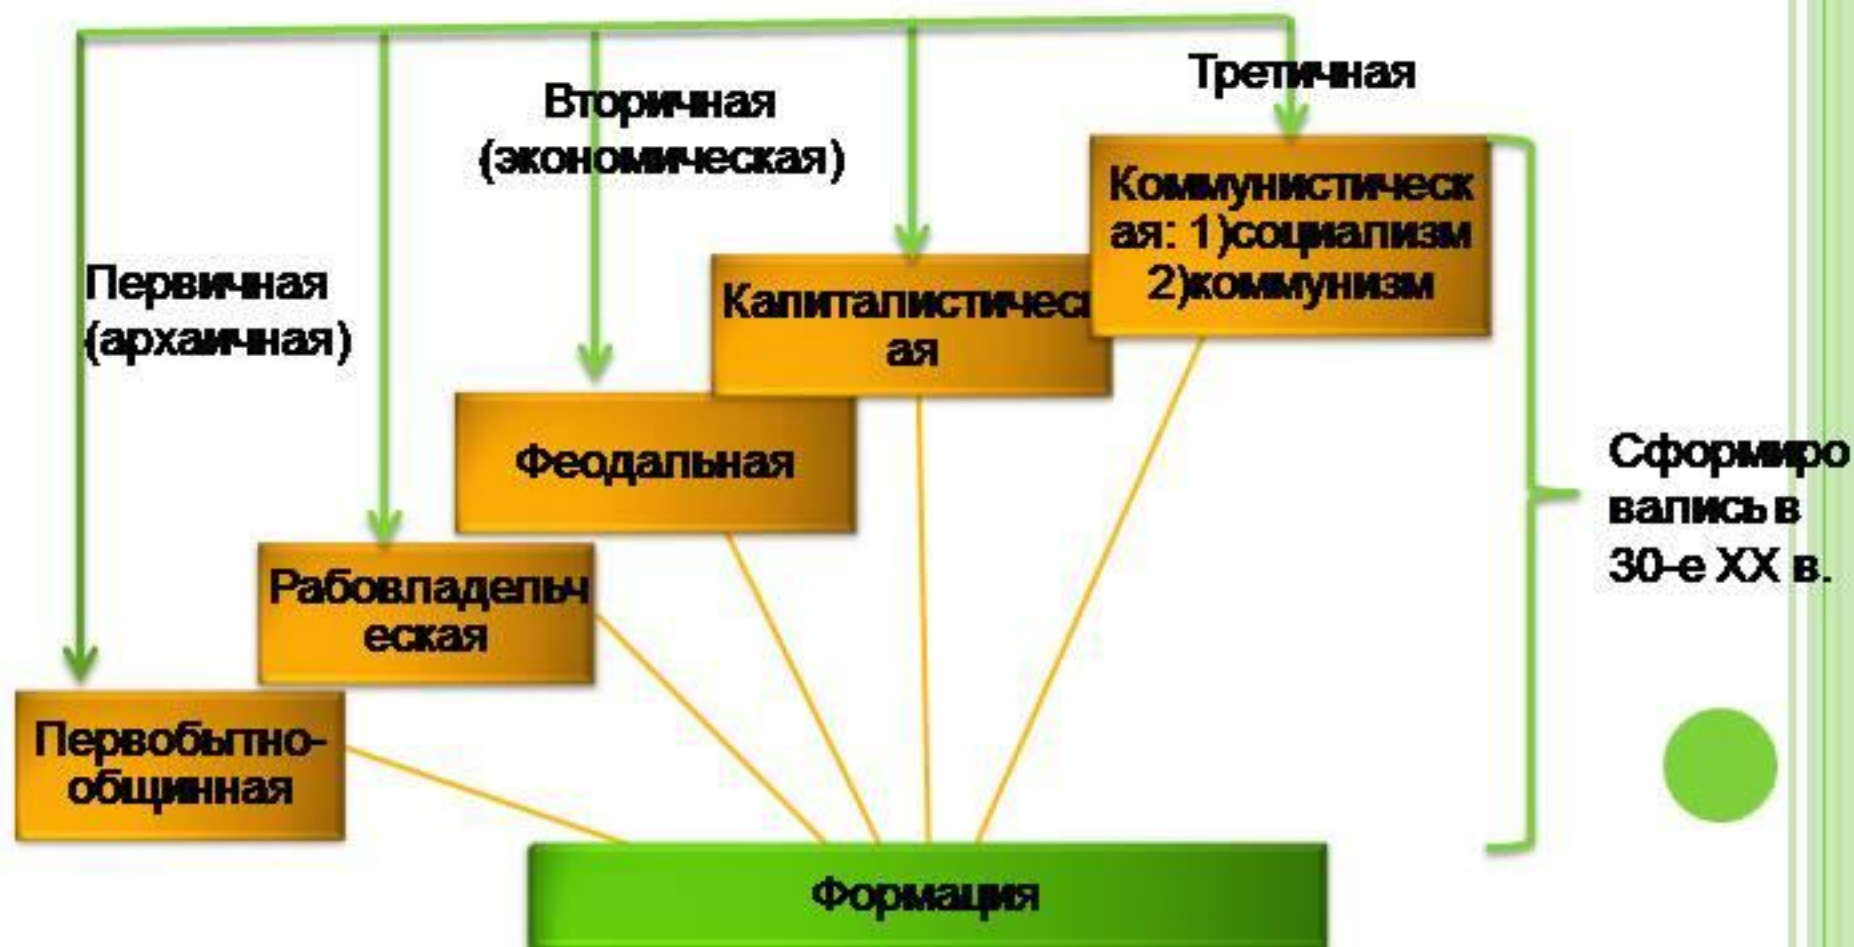 Третичная
Вторичная
(экономическая)
Коммунистическ
ая: 1)социализм
2)коммунизм
Первичная
(архаичная)
Капиталистичес
ая
Феодальная
Сформиро
вались в
30-е XX в.
Рабовладельч
еская
Первобытно-
общинная
Формация